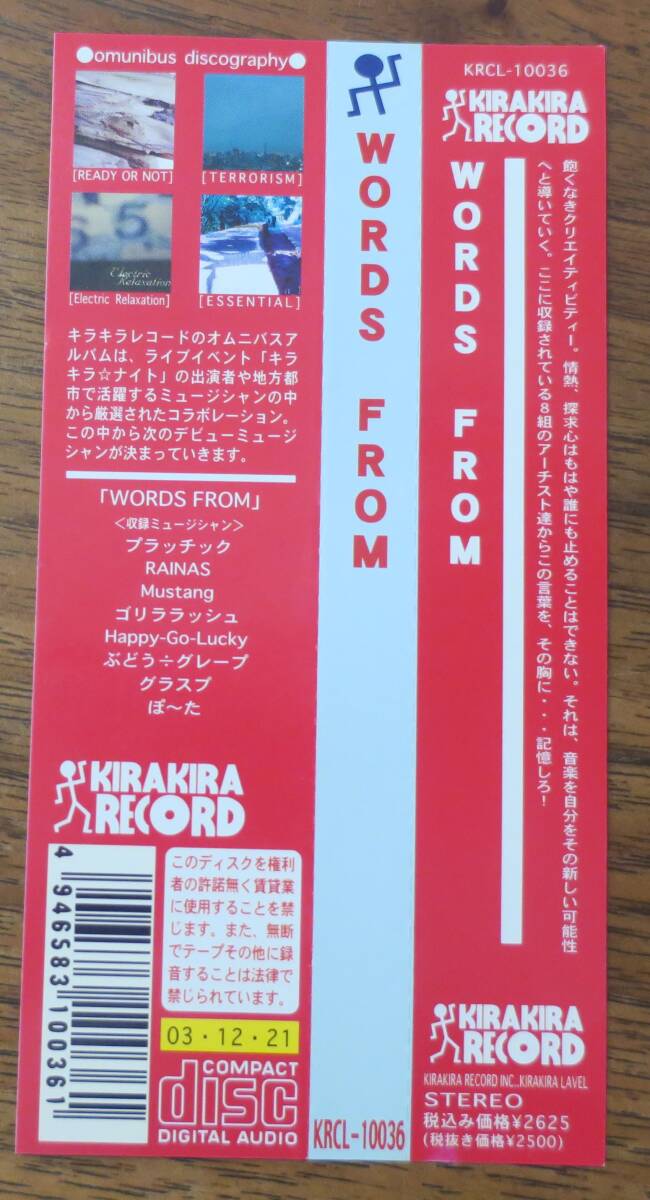 ●omunibus discography●
[READY OR NOT]
[TERRORISM]
Electric
Relaxation
[Electric Relaxation]
[ESSENTIAL]
キラキラレコードのオムニバスア
ルバムは、ライブイベント「キラ
キラ☆ナイト」の出演者や地方都
市で活躍するミュージシャンの中
から厳選されたコラボレーション。
この中から次のデビューミュージ
シャンが決まっていきます。
「WORDS FROM」
<収録ミュージシャン>
プラッチック
RAINAS
Mustang
ゴリララッシュ
Happy-Go-Lucky
ぶどう÷グレープ
グラスプ
ぽ〜た
KIRAKIRA
RECORD
4 946583 100361
このディスクを権利
者の許諾無く賃貸業
に使用することを禁
じます。また、無断
でテープその他に録
音することは法律で
禁じられています。
03・12・21
COMPACT
disc
DIGITAL AUDIO
WORDS FROM
KRCL-10036
KRCL-10036
KIRAKIRA
RECORD
WORDS FROM
飽くなきクリエイティビティー。情熱、探求心はもはや誰にも止めることはできない。それは、音楽を自分をその新しい可能性
へと導いていく。ここに収録されている8組のアーチスト達からこの言葉を、その胸に・・・記憶しろ！
KIRAKIRA
RECORD
KIRAKIRA RECORD INC..KIRAKIRA LAVEL
STEREO
税込み価格¥2625
(税抜き価格¥2500)